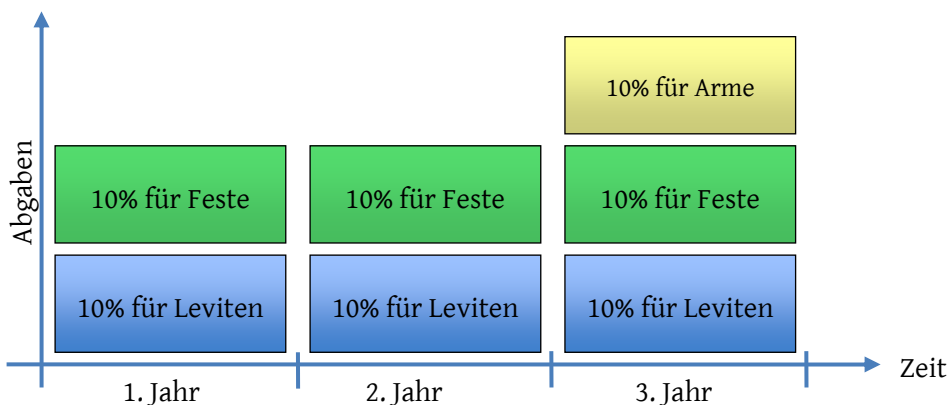 10% für Arme
10% für Feste
10% für Feste
10% für Feste
10% für Leviten
10% für Leviten
10% für Leviten
Abgaben
Zeit
1. Jahr
2. Jahr
3. Jahr